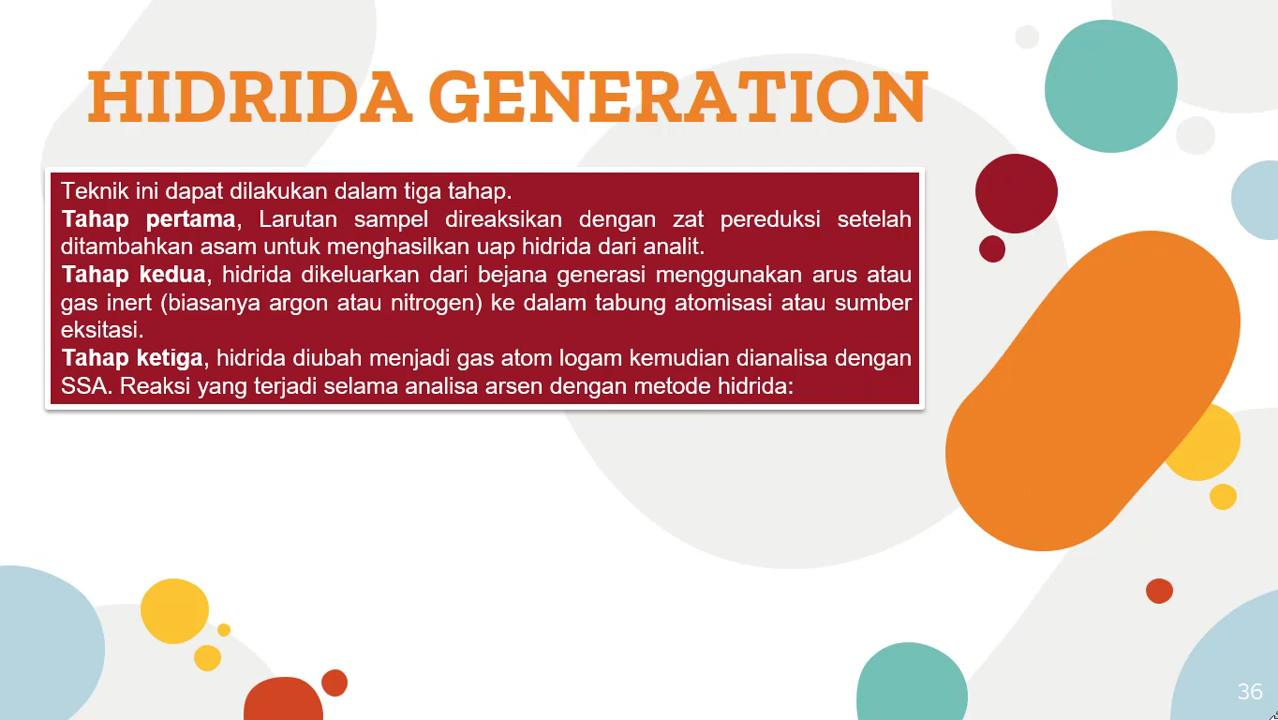 HIDRIDA GENERATION
Teknik ini dapat dilakukan dalam tiga tahap.
Tahap pertama, Larutan sampel direaksikan dengan zat pereduksi setelah
ditambahkan asam untuk menghasilkan uap hidrida dari analit.
Tahap kedua, hidrida dikeluarkan dari bejana generasi menggunakan arus atau
gas inert (biasanya argon atau nitrogen) ke dalam tabung atomisasi atau sumber
eksitasi.
Tahap ketiga, hidrida diubah menjadi gas atom logam kemudian dianalisa dengan
SSA. Reaksi yang terjadi selama analisa arsen dengan metode hidrida:
36